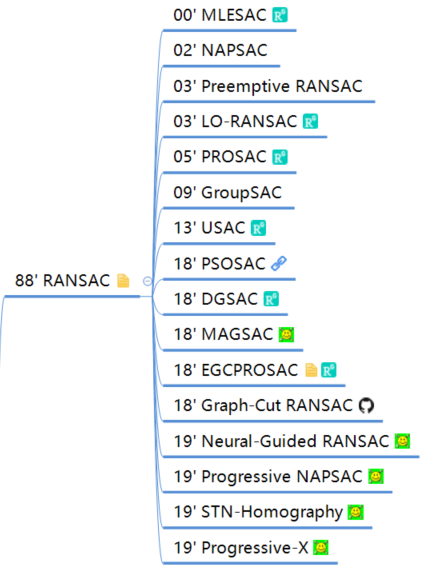 00' MLESAC
02' NAPSAC
03' Preemptive RANSAC
03' LO-RANSAC
05' PROSAC
09' GroupSAC
13' USAC
88' RANSAC
18' PSOSAC
18' DGSAC
18' MAGSAC
18' EGCPROSAC
18' Graph-Cut RANSAC
19' Neural-Guided RANSAC
19' Progressive NAPSAC
19' STN-Homography
19' Progressive-X